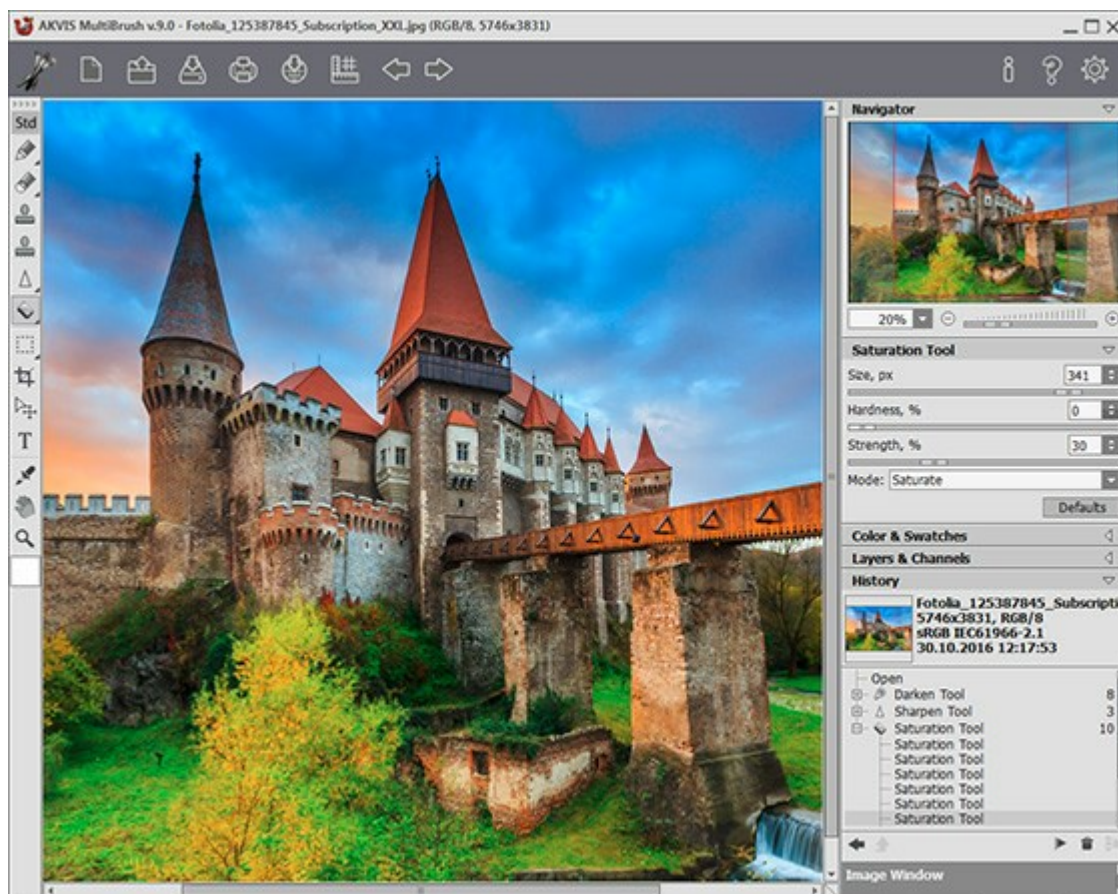 AKVIS MultiBrush v.9.0 - Fotolia_125387845_Subscription_XXL.jpg (RGB/8, 5746x3831)
Std
T
Navigator
20%
Saturation Tool
Size, px 341
Hardness, % 0
Strength, % 30
Mode: Saturate
Defaults
Color & Swatches
Layers & Channels
History
Fotolia_125387845_Subscript
5746x3831, RGB/8
sRGB IEC61966-2.1
30.10.2016 12:17:53
Open
Darken Tool 8
Sharpen Tool 3
Saturation Tool 10
Saturation Tool
Saturation Tool
Saturation Tool
Saturation Tool
Saturation Tool
Saturation Tool
Image Window